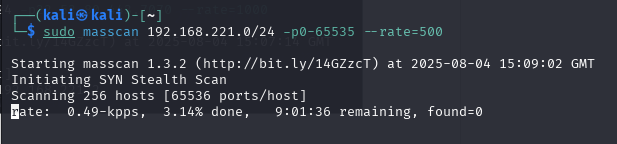 ┌──(kali㉿kali)-[~]
└─$ sudo masscan 192.168.221.0/24 -p0-65535 --rate=500
Starting masscan 1.3.2 (http://bit.ly/14GZzcT) at 2025-08-04 15:09:02 GMT
Initiating SYN Stealth Scan
Scanning 256 hosts [65536 ports/host]
rate:  0.49-kpps,  3.14% done,   9:01:36 remaining, found=0